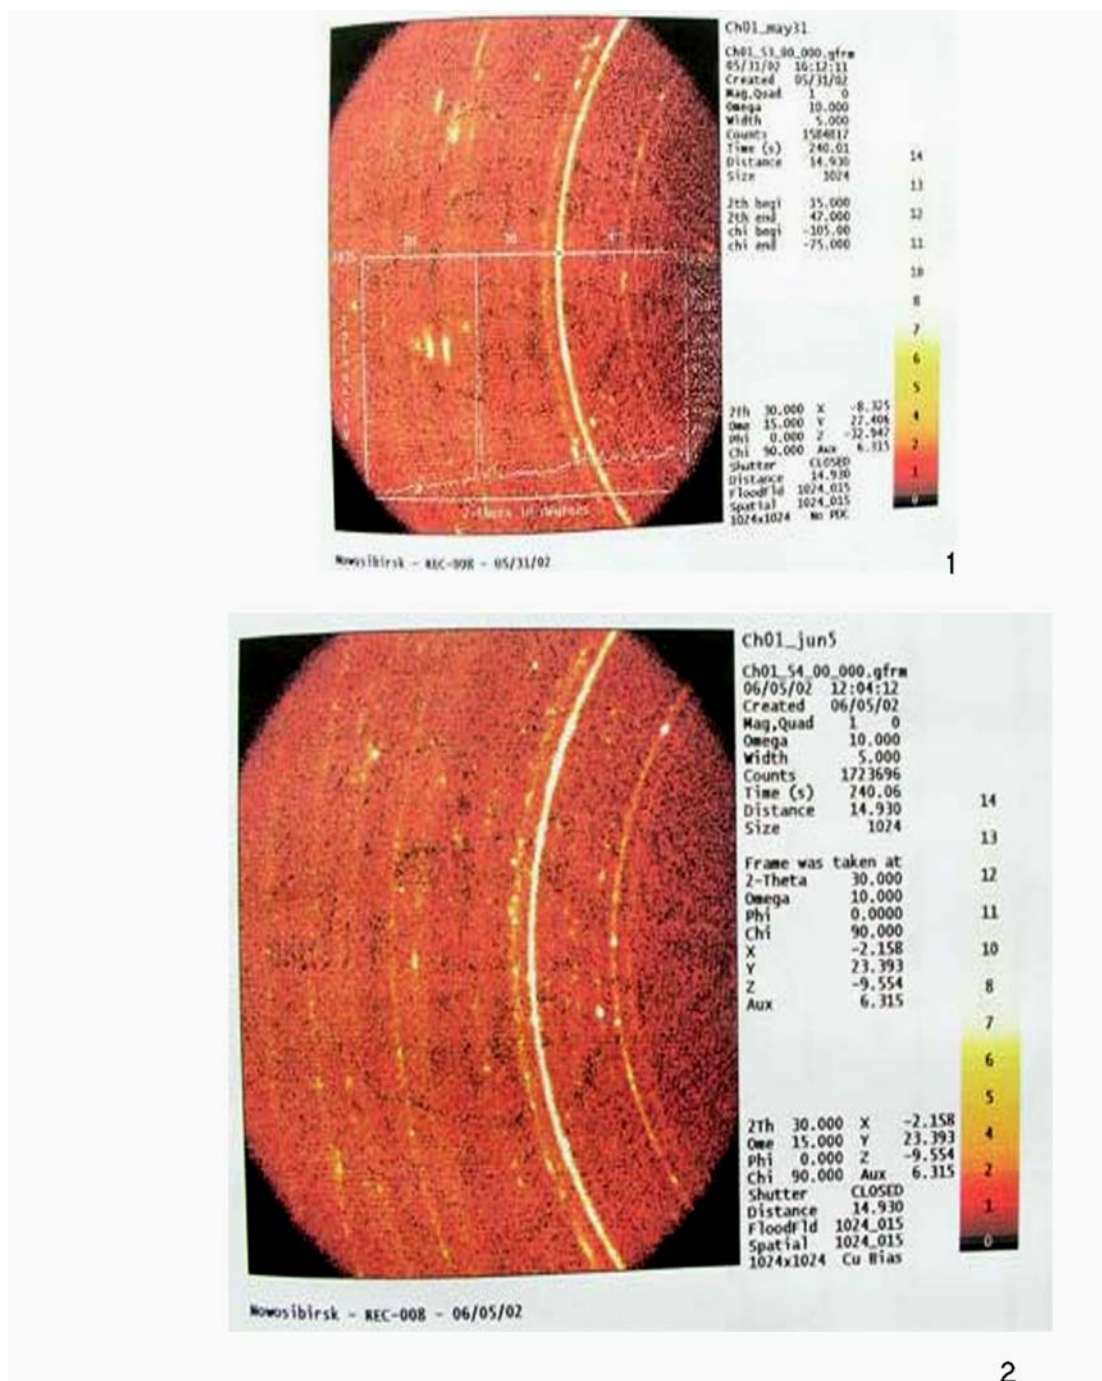 Ch01_may31
Ch01_53_00_000.gfrm
05/31/02 16:12:11
Created 05/31/02
Mag,Quad 1 0
Omega 10.000
Width 5.000
Counts 1584817
Time (s) 240.01
Distance 14.930
Size 1024
2th begi 15.000
2th end 47.000
chi begi -105.00
chi end -75.000
14
13
12
11
10
8
7
6
5
4
2
1
0
2Th 30.000 X -8.325
Ome 15.000 Y 27.406
Phi 0.000 Z -32.947
Chi 90.000 Aux 6.315
Shutter CLOSED
Distance 14.930
FloodFld 1024_015
Spatial 1024_015
1024x1024 No PDC
2-theta in degrees
Nowosibirsk - REC-008 - 05/31/02
1
Ch01_jun5
Ch01_54_00_000.gfrm
06/05/02 12:04:12
Created 06/05/02
Mag,Quad 1 0
Omega 10.000
Width 5.000
Counts 1723696
Time (s) 240.06
Distance 14.930
Size 1024
Frame was taken at
2-Theta 30.000
Omega 10.000
Phi 0.0000
Chi 90.000
X -2.158
Y 23.393
Z -9.554
Aux 6.315
14
13
12
11
10
8
7
6
5
4
2
1
0
2Th 30.000 X -2.158
Ome 15.000 Y 23.393
Phi 0.000 Z -9.554
Chi 90.000 Aux 6.315
Shutter CLOSED
Distance 14.930
FloodFld 1024_015
Spatial 1024_015
1024x1024 Cu Bias
Nowosibirsk - REC-008 - 06/05/02
2